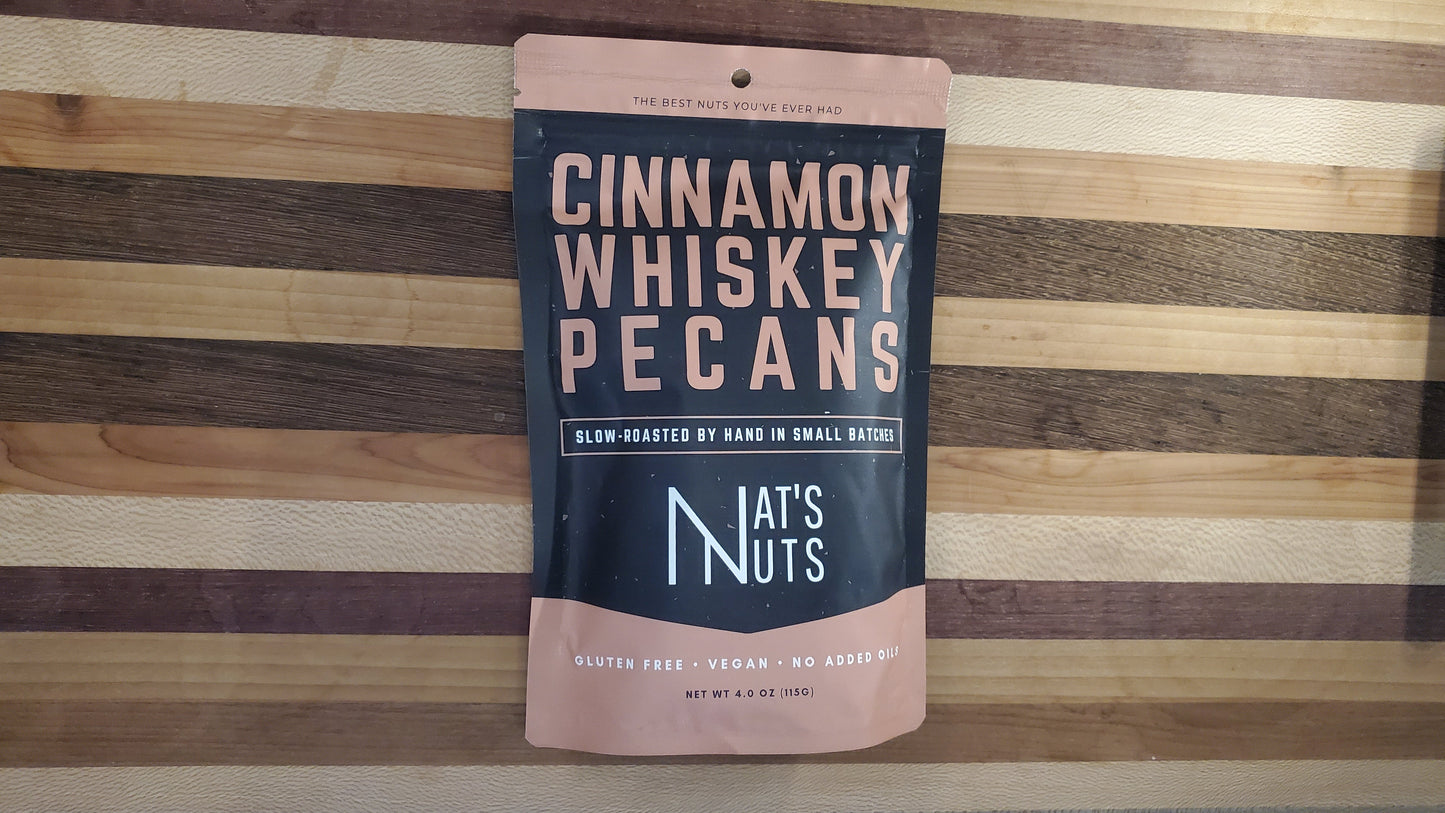 THE BEST NUTS YOU'VE EVER HAD
CINNAMON
WHISKEY
PECANS
SLOW-ROASTED BY HAND IN SMALL BATCHES
NAT'S
NUTS
GLUTEN FREE • VEGAN • NO ADDED OILS
NET WT 4.0 OZ (115G)